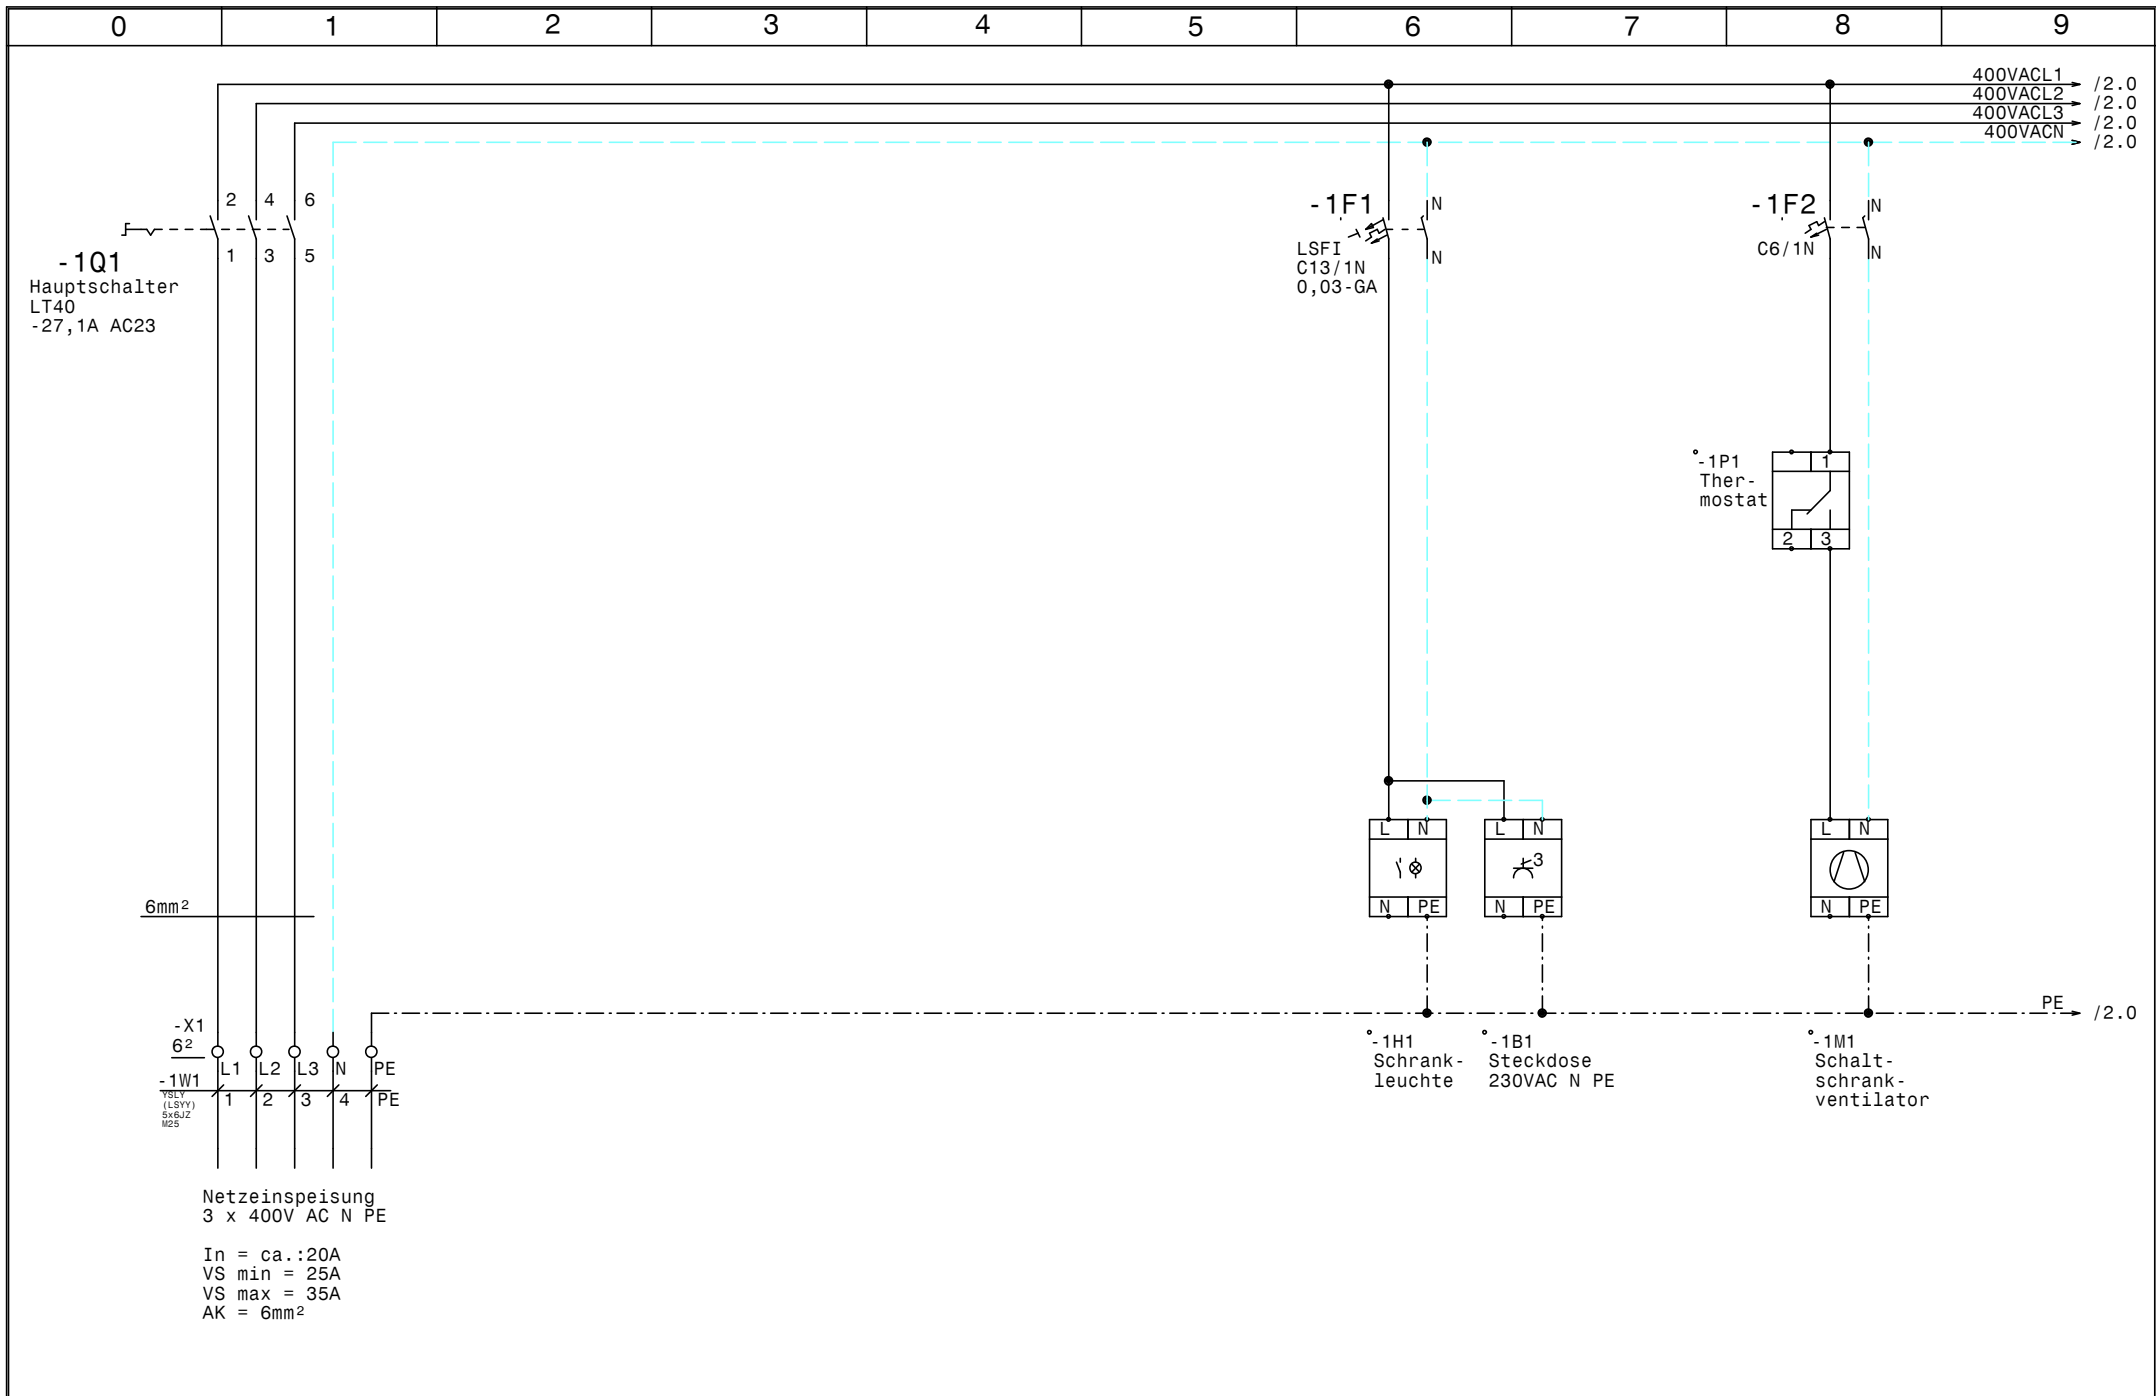 0 1 2 3 4 5 6 7 8 9
400VACL1 /2.0
400VACL2 /2.0
400VACL3 /2.0
400VACN /2.0
2 4 6
1 3 5
-1Q1
Hauptschalter
LT40
-27,1A AC23
-1F1
LSFI
C13/1N
0,03-GA
N
N
-1F2
C6/1N
N
N
-1P1
Ther-
mostat
1
2 3
L N
N PE
L N
3
N PE
L N
N PE
6mm²
PE /2.0
-X1
6²
L1 L2 L3 N PE
-1W1
1 2 3 4 PE
YSLY
(LSYY)
5x6JZ
M25
-1H1
Schrank-
leuchte
-1B1
Steckdose
230VAC N PE
-1M1
Schalt-
schrank-
ventilator
Netzeinspeisung
3 x 400V AC N PE
In = ca.:20A
VS min = 25A
VS max = 35A
AK = 6mm²